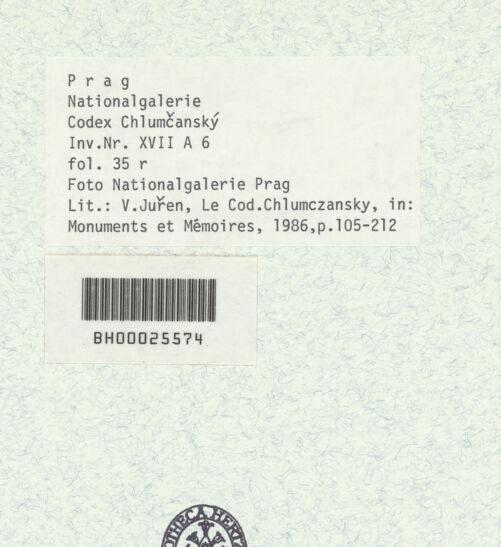 P r a g
Nationalgalerie
Codex Chlumčanský
Inv.Nr. XVII A 6
fol. 35 r
Foto Nationalgalerie Prag
Lit.: V.Juřen, Le Cod.Chlumczansky, in:
Monuments et Mémoires, 1986,p.105-212
BH00025574